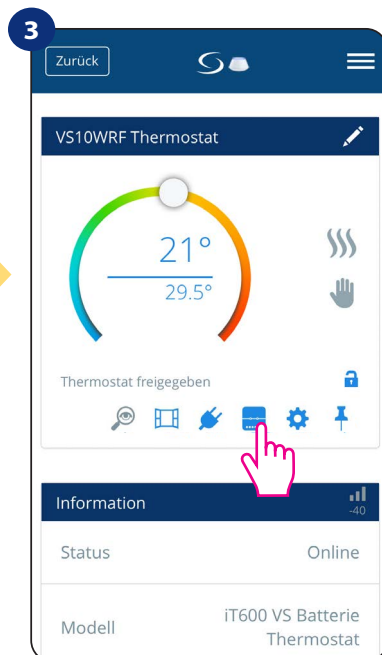 3
Zurück
VS10WRF Thermostat
21°
29.5°
Thermostat freigegeben
Information
-40
Status Online
Modell iT600 VS Batterie
Thermostat